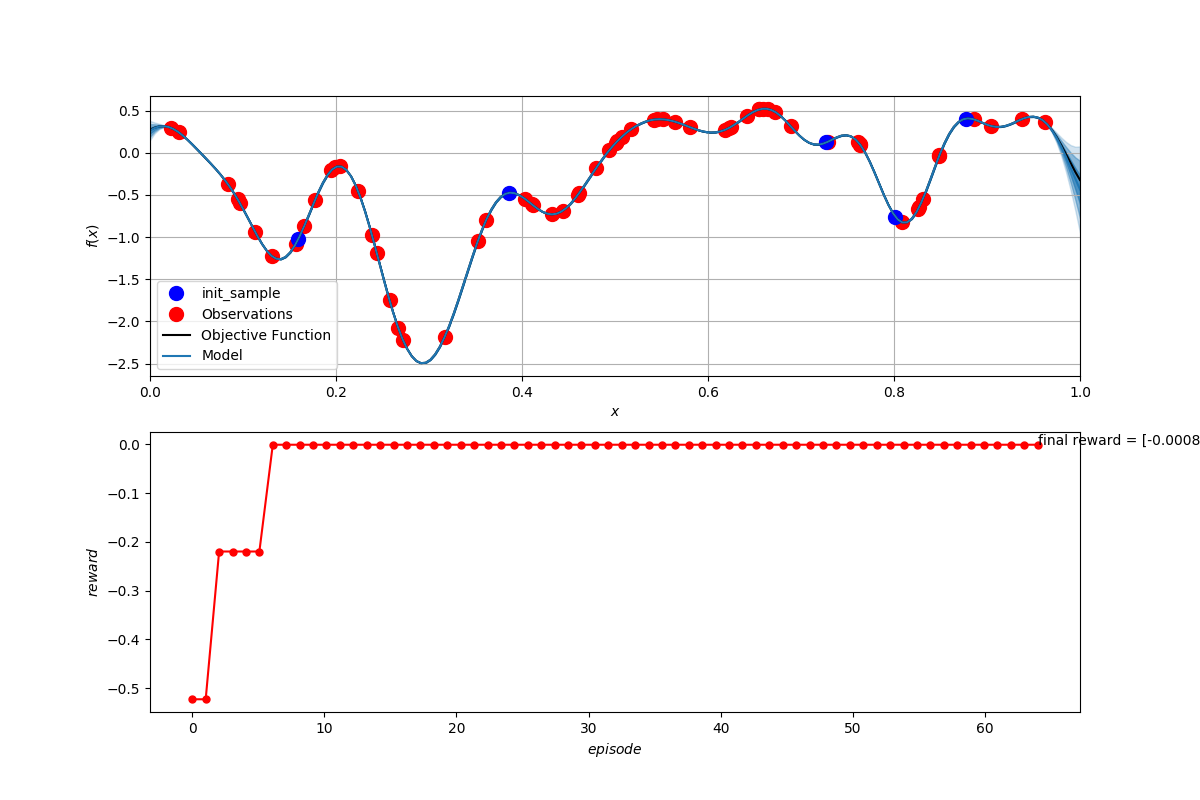 0.5
0.0
−0.5
−1.0
−1.5
−2.0
−2.5
f(x)
init_sample
Observations
Objective Function
Model
0.0 0.2 0.4 0.6 0.8 1.0
x
final reward = [-0.0008
0.0
−0.1
−0.2
−0.3
−0.4
−0.5
reward
0 10 20 30 40 50 60
episode